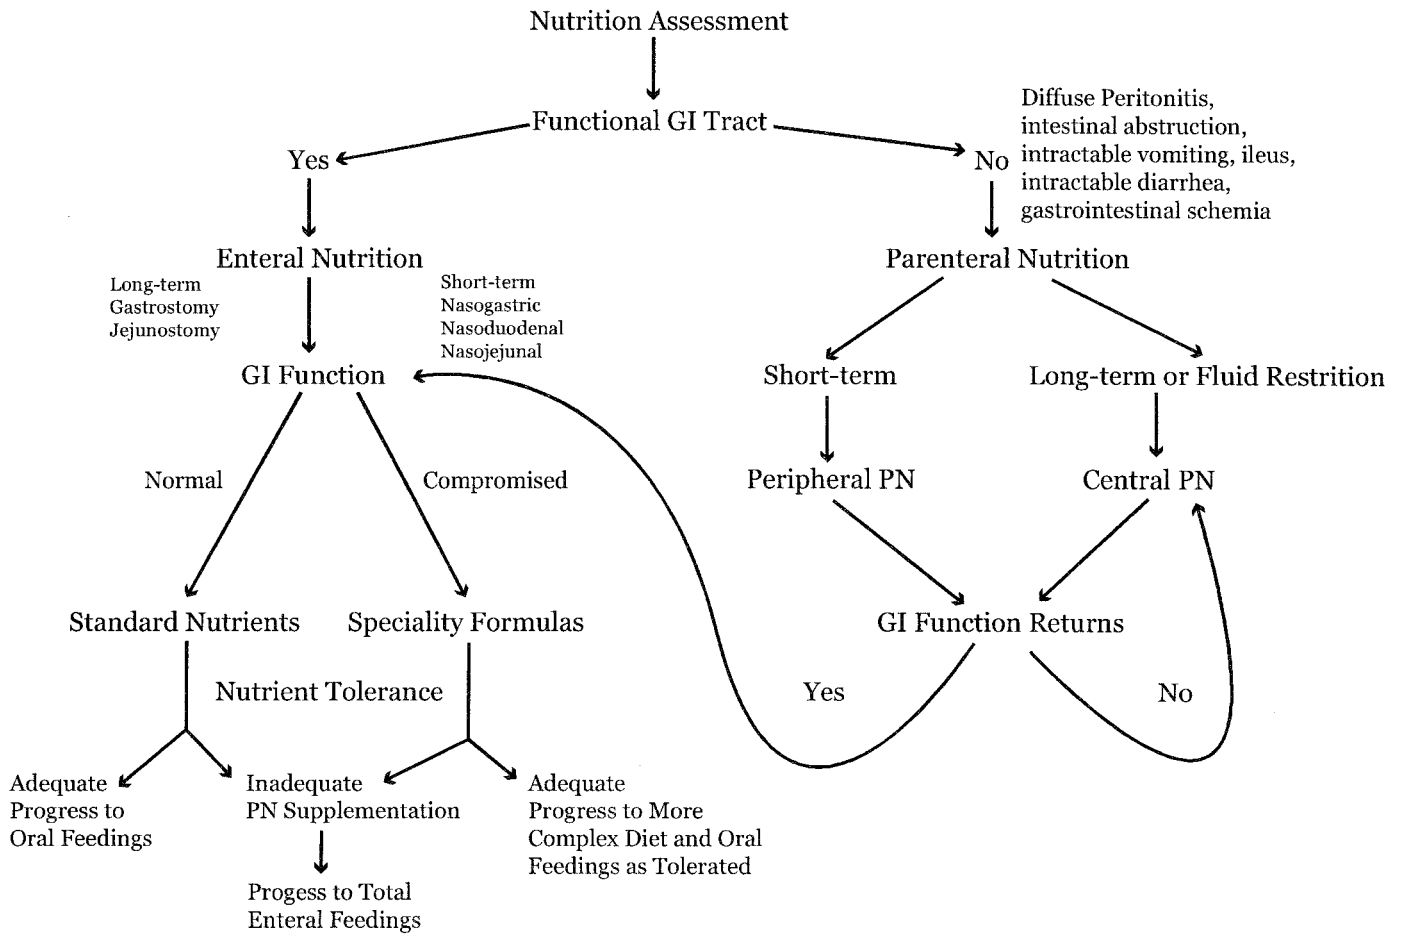 Nutrition Assessment
Functional GI Tract
Yes
No
Diffuse Peritonitis,
intestinal abstruction,
intractable vomiting, ileus,
intractable diarrhea,
gastrointestinal schemia
Enteral Nutrition
Long-term
Gastrostomy
Jejunostomy
Short-term
Nasogastric
Nasoduodenal
Nasojejunal
Parenteral Nutrition
GI Function
Short-term
Long-term or Fluid Restrition
Normal
Compromised
Peripheral PN
Central PN
Standard Nutrients
Speciality Formulas
GI Function Returns
Nutrient Tolerance
Yes
No
Adequate
Progress to
Oral Feedings
Inadequate
PN Supplementation
Adequate
Progress to More
Complex Diet and Oral
Feedings as Tolerated
Progess to Total
Enteral Feedings